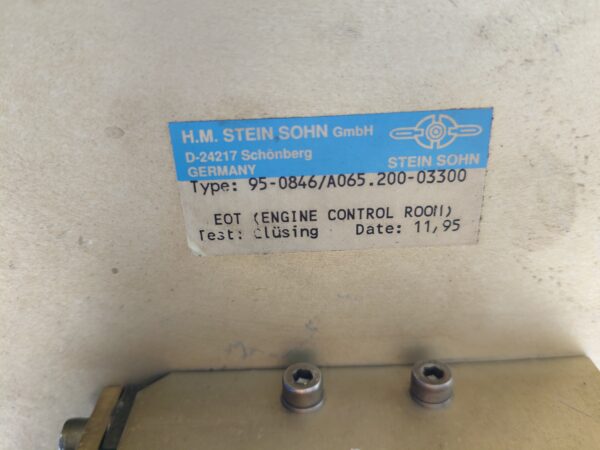 H.M. STEIN SOHN GmbH
D-24217 Schönberg
GERMANY
STEIN SOHN
Type: 95-0846/A065.200-03300
EOT (ENGINE CONTROL ROOM)
Test: Clüsing Date: 11,95